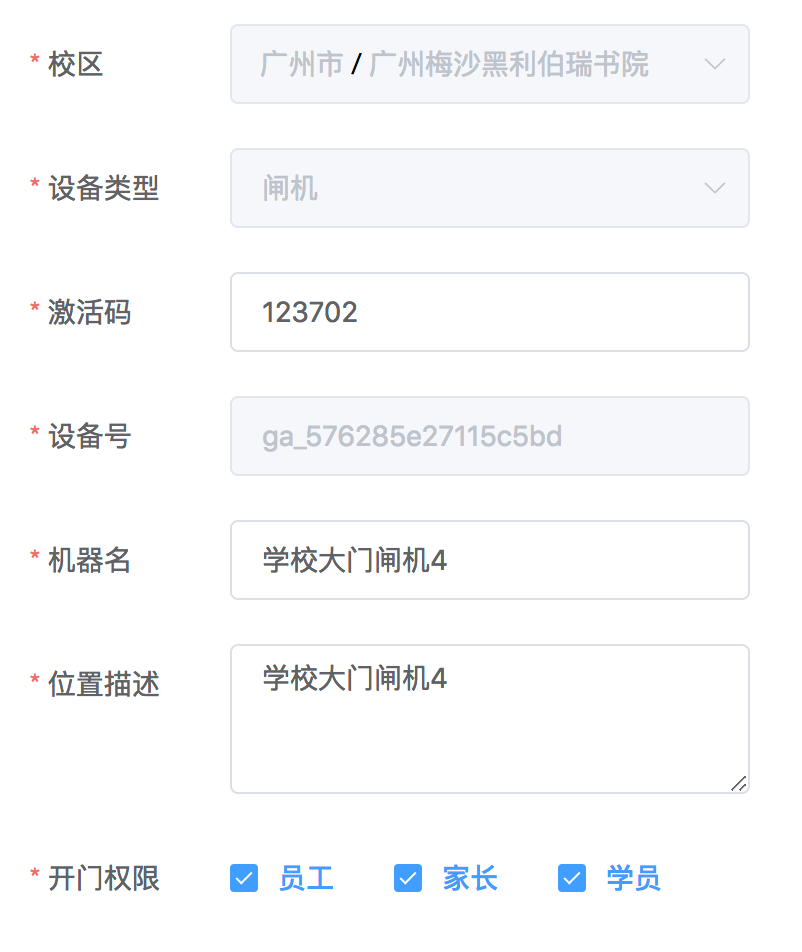 * 校区 广州市 / 广州梅沙黑利伯瑞书院
* 设备类型 闸机
* 激活码 123702
* 设备号 ga_576285e27115c5bd
* 机器名 学校大门闸机4
* 位置描述 学校大门闸机4
* 开门权限 员工 家长 学员